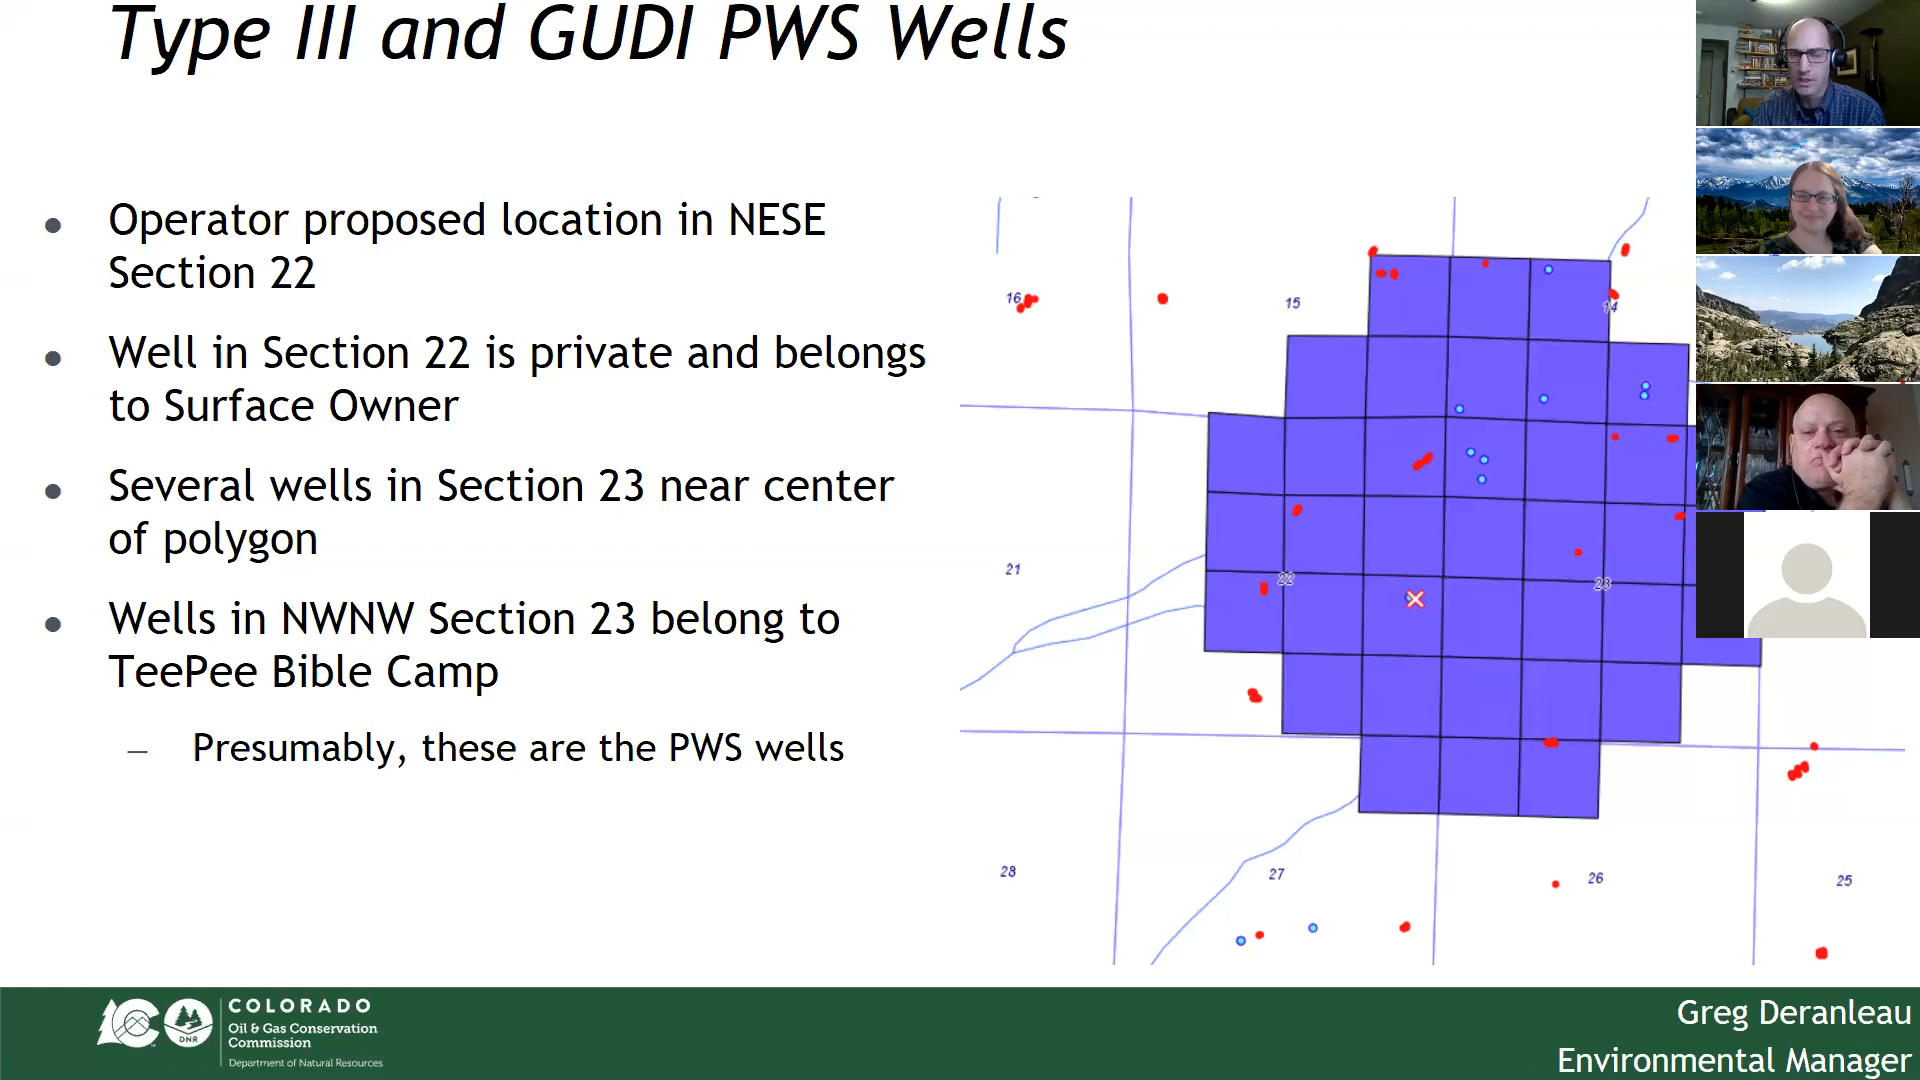 Type III and GUDI PWS Wells
Operator proposed location in NESE
Section 22
Well in Section 22 is private and belongs
to Surface Owner
Several wells in Section 23 near center
of polygon
Wells in NWNW Section 23 belong to
TeePee Bible Camp
– Presumably, these are the PWS wells
16
15
14
21
22
23
28
27
26
25
COLORADO
Oil & Gas Conservation
Commission
Department of Natural Resources
DNR
Greg Deranleau
Environmental Manager